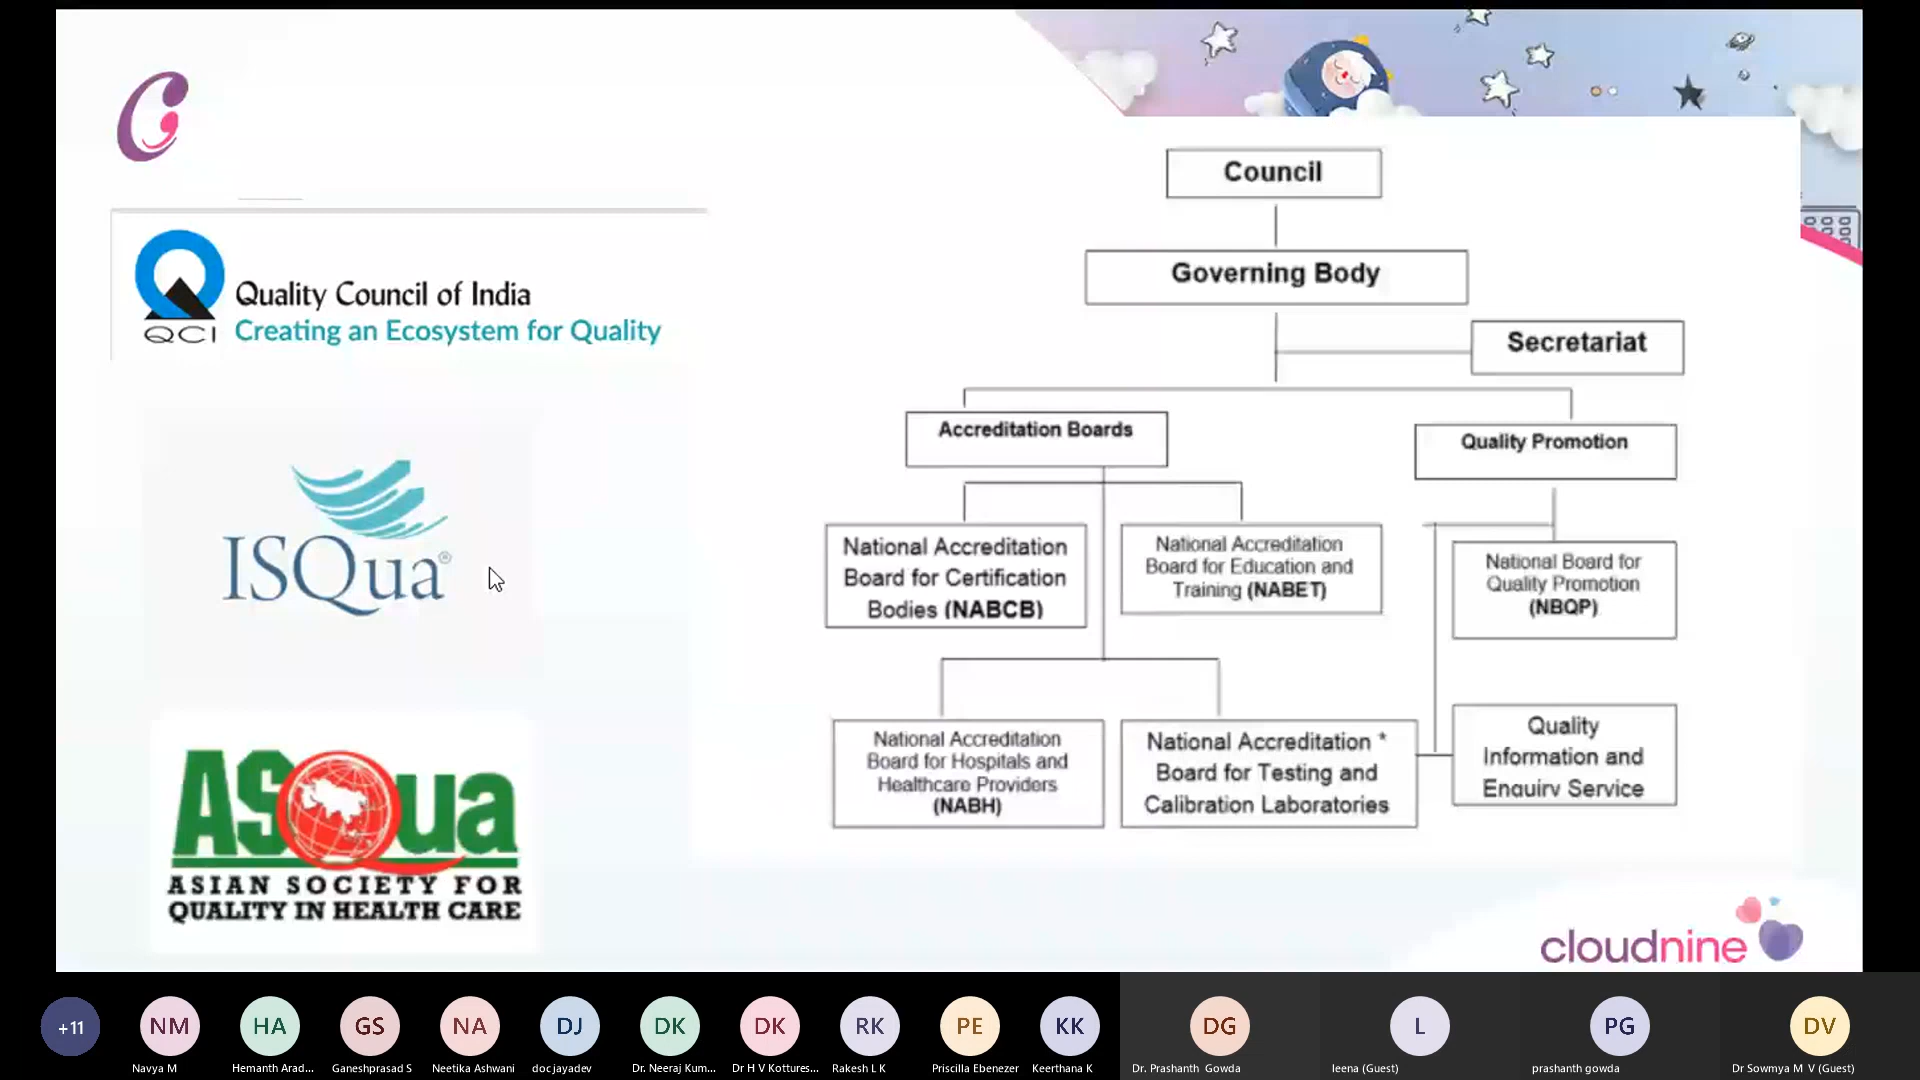 Council
Governing Body
Secretariat
QCI
Quality Council of India
Creating an Ecosystem for Quality
Accreditation Boards
Quality Promotion
ISQua®
National Accreditation
Board for Certification
Bodies (NABCB)
National Accreditation
Board for Education and
Training (NABET)
National Board for
Quality Promotion
(NBQP)
National Accreditation
Board for Hospitals and
Healthcare Providers
(NABH)
National Accreditation *
Board for Testing and
Calibration Laboratories
Quality
Information and
Enquiry Service
ASQua
ASIAN SOCIETY FOR
QUALITY IN HEALTH CARE
cloudnine
+11
NM
HA
GS
NA
DJ
DK
DK
RK
PE
KK
DG
L
PG
DV
Navya M
Hemanth Arad...
Ganeshprasad S
Neetika Ashwani
docjayadev
Dr. Neeraj Kum...
Dr H V Kottures...
Rakesh L K
Priscilla Ebenezer
Keerthana K
Dr. Prashanth Gowda
leena (Guest)
prashanth gowda
Dr Sowmya M V (Guest)